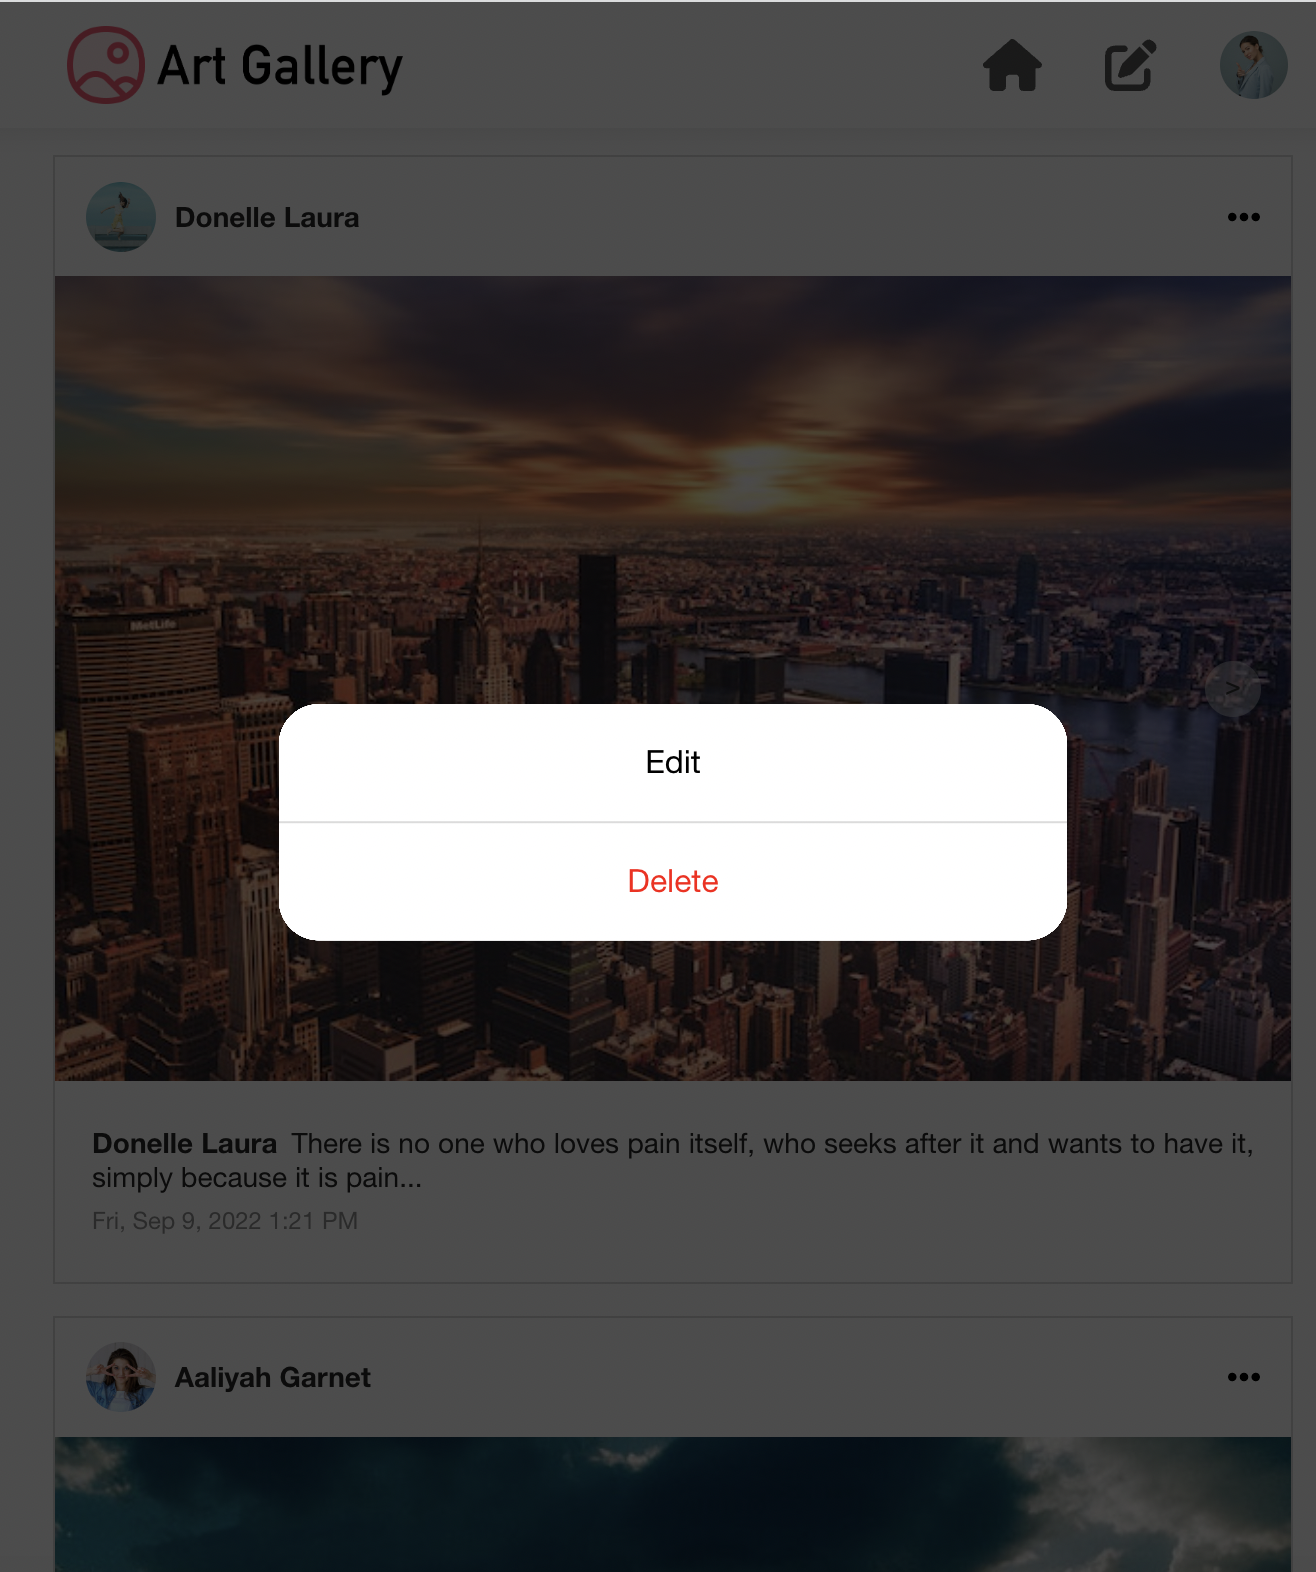 Art Gallery
Donelle Laura
MetLife
>
Edit
Delete
Donelle Laura There is no one who loves pain itself, who seeks after it and wants to have it,
simply because it is pain...
Fri, Sep 9, 2022 1:21 PM
Aaliyah Garnet